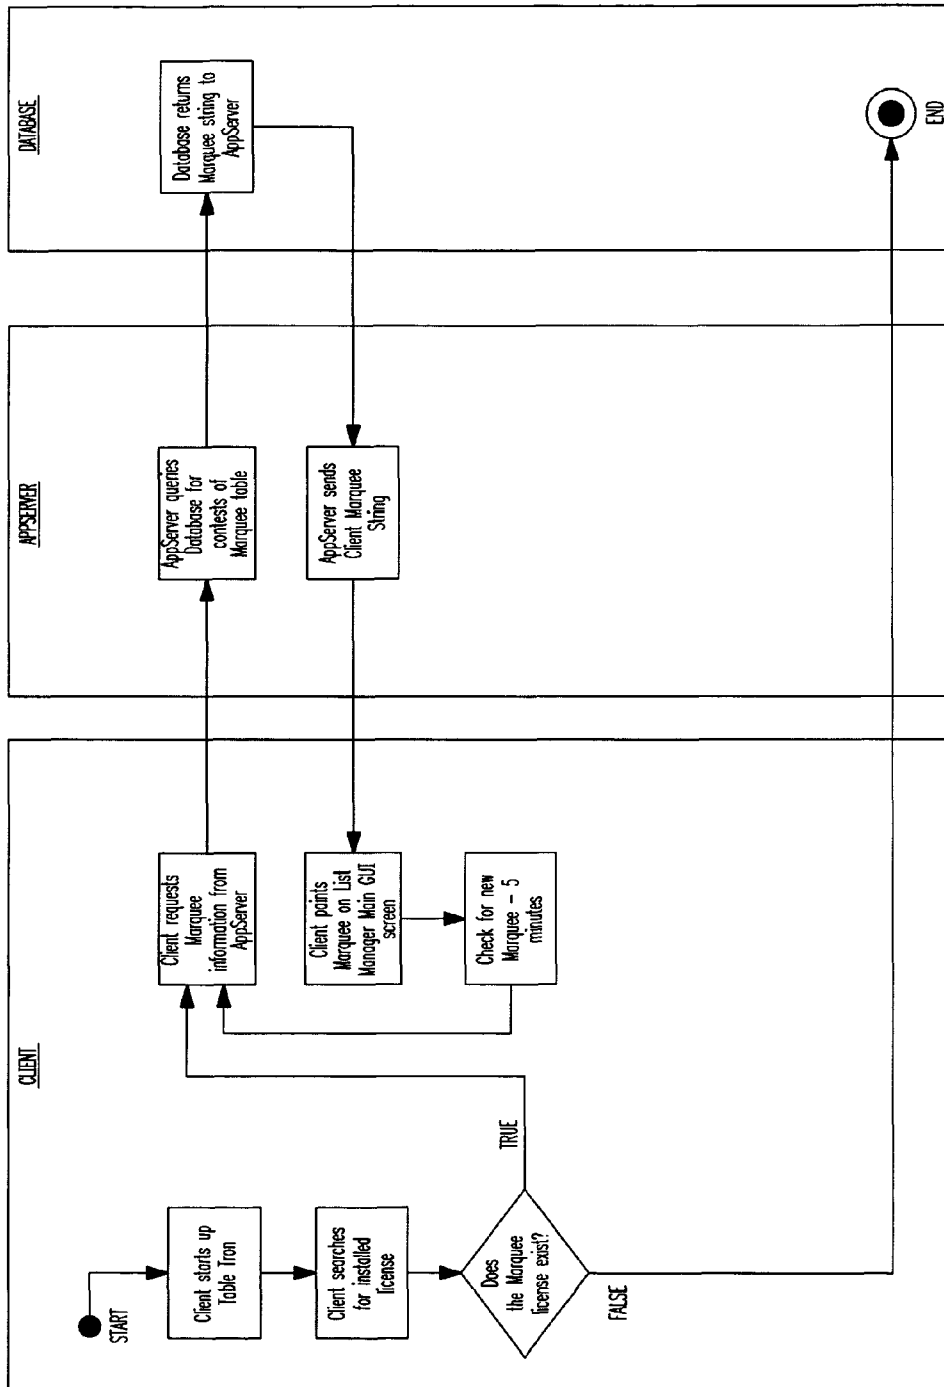 CLIENT
START
Client starts up
Table Tron
Client searches
for installed
license
Does
the Marquee
license exist?
TRUE
FALSE
Client requests
Marquee
information from
AppServer
Client paints
Marquee on List
Manager Main GUI
screen
Check for new
Marquee - 5
minutes
APPSERVER
AppServer queries
Database for
contests of
Marquee table
AppServer sends
Client Marquee
String
DATABASE
Database returns
Marquee string to
AppServer
END